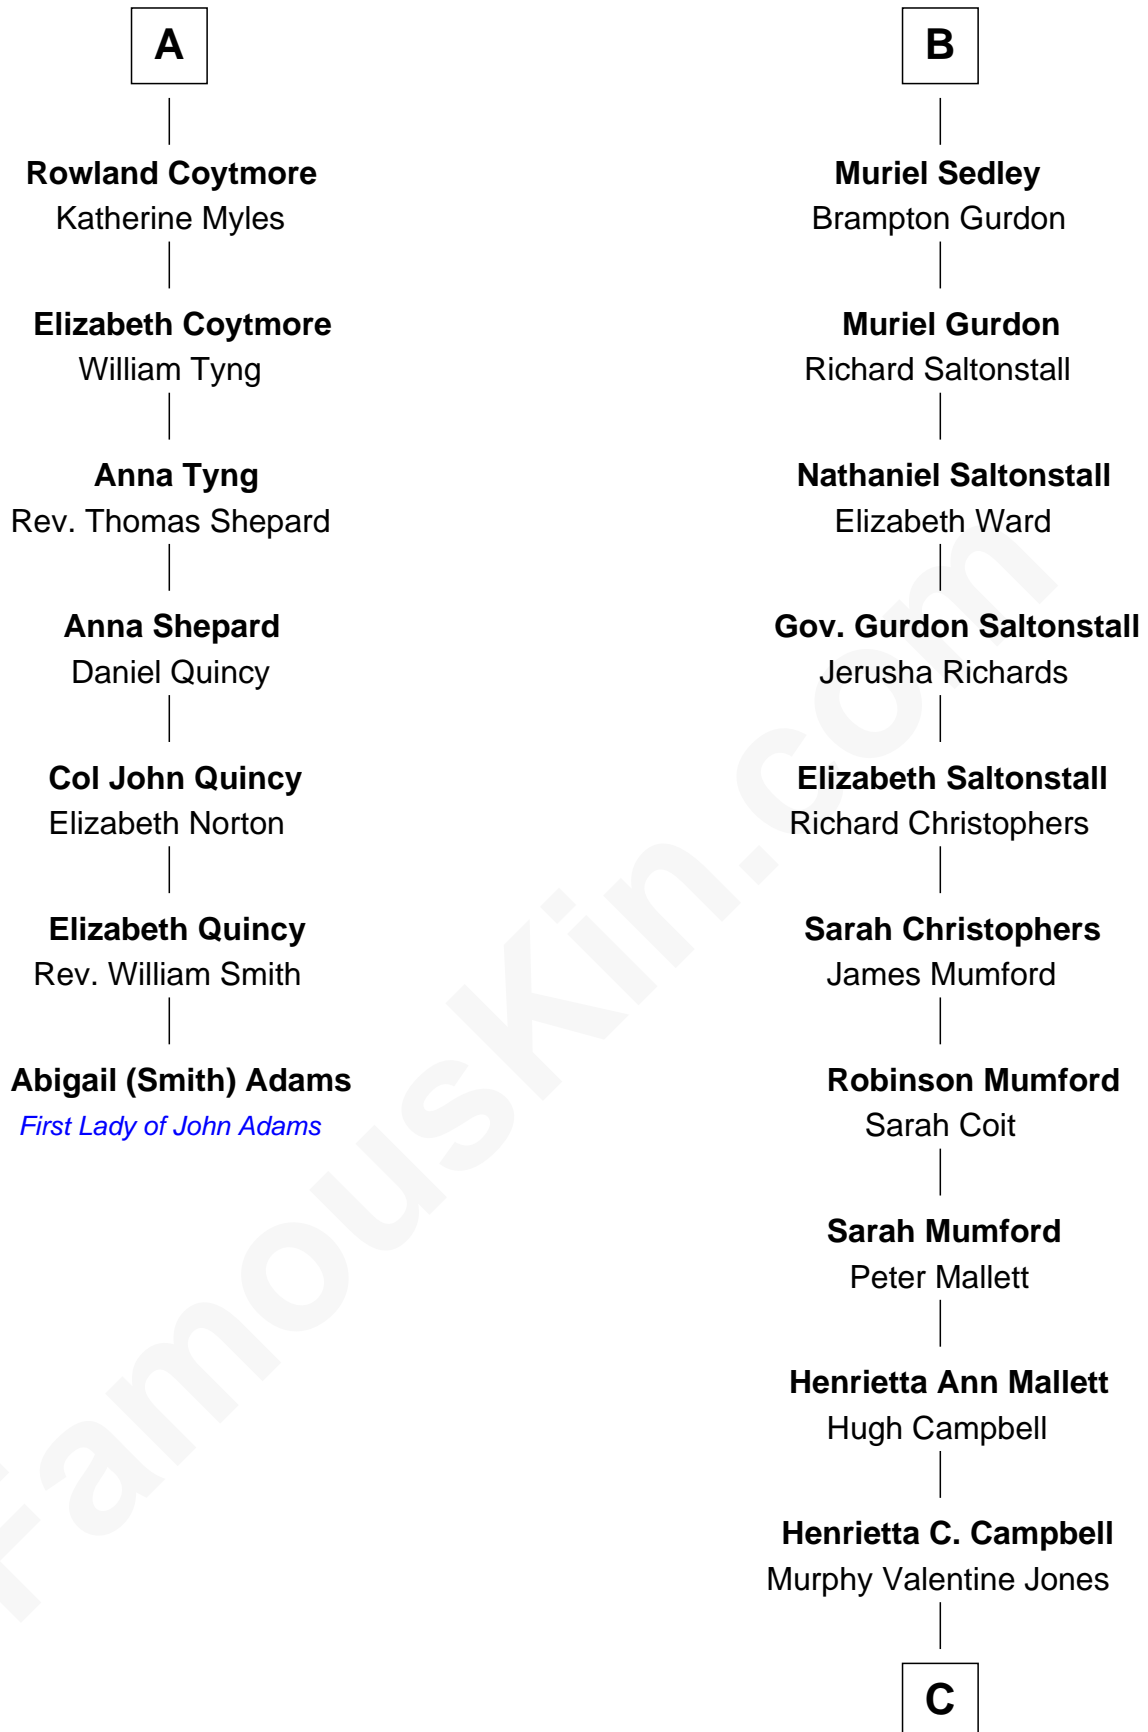 A
Rowland Coytmore
Katherine Myles
Elizabeth Coytmore
William Tyng
Anna Tyng
Rev. Thomas Shepard
Anna Shepard
Daniel Quincy
Col John Quincy
Elizabeth Norton
Elizabeth Quincy
Rev. William Smith
Abigail (Smith) Adams
First Lady of John Adams
B
Muriel Sedley
Brampton Gurdon
Muriel Gurdon
Richard Saltonstall
Nathaniel Saltonstall
Elizabeth Ward
Gov. Gurdon Saltonstall
Jerusha Richards
Elizabeth Saltonstall
Richard Christophers
Sarah Christophers
James Mumford
Robinson Mumford
Sarah Coit
Sarah Mumford
Peter Mallett
Henrietta Ann Mallett
Hugh Campbell
Henrietta C. Campbell
Murphy Valentine Jones
C
FamousKin.com